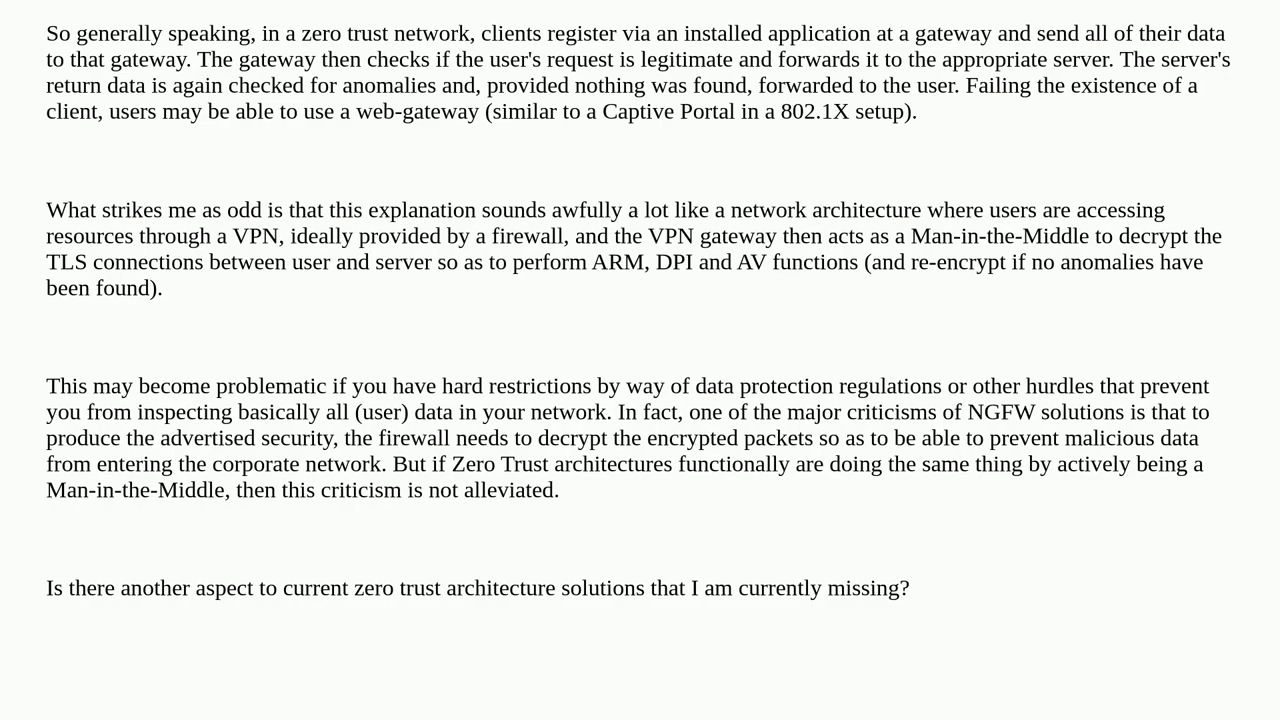 So generally speaking, in a zero trust network, clients register via an installed application at a gateway and send all of their data
to that gateway. The gateway then checks if the user's request is legitimate and forwards it to the appropriate server. The server's
return data is again checked for anomalies and, provided nothing was found, forwarded to the user. Failing the existence of a
client, users may be able to use a web-gateway (similar to a Captive Portal in a 802.1X setup).
What strikes me as odd is that this explanation sounds awfully a lot like a network architecture where users are accessing
resources through a VPN, ideally provided by a firewall, and the VPN gateway then acts as a Man-in-the-Middle to decrypt the
TLS connections between user and server so as to perform ARM, DPI and AV functions (and re-encrypt if no anomalies have
been found).
This may become problematic if you have hard restrictions by way of data protection regulations or other hurdles that prevent
you from inspecting basically all (user) data in your network. In fact, one of the major criticisms of NGFW solutions is that to
produce the advertised security, the firewall needs to decrypt the encrypted packets so as to be able to prevent malicious data
from entering the corporate network. But if Zero Trust architectures functionally are doing the same thing by actively being a
Man-in-the-Middle, then this criticism is not alleviated.
Is there another aspect to current zero trust architecture solutions that I am currently missing?